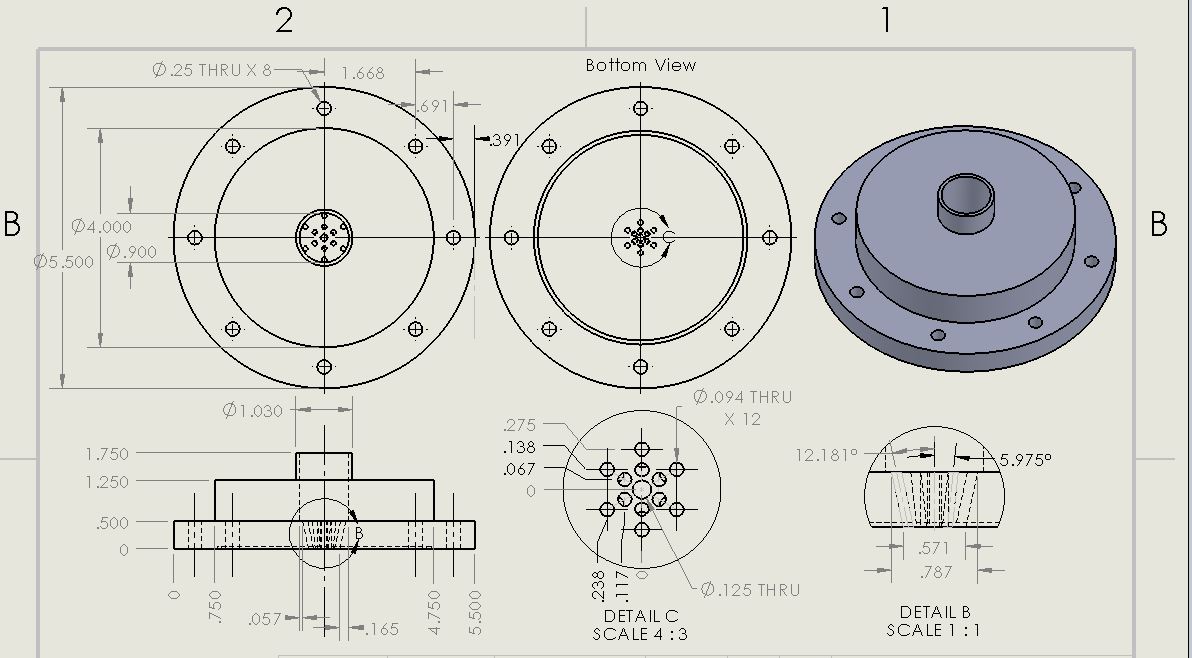 2
1
Ø.25 THRU X 8
1.668
.691
.391
Bottom View
B
B
Ø4.000
Ø.900
Ø5.500
C
Ø1.030
1.750
1.250
.500
0
B
0
.750
.057
.165
4.750
5.500
.275
.138
.067
0
Ø.094 THRU
X 12
.238
.117
0
Ø.125 THRU
DETAIL C
SCALE 4 : 3
12.181°
5.975°
.571
.787
DETAIL B
SCALE 1 : 1